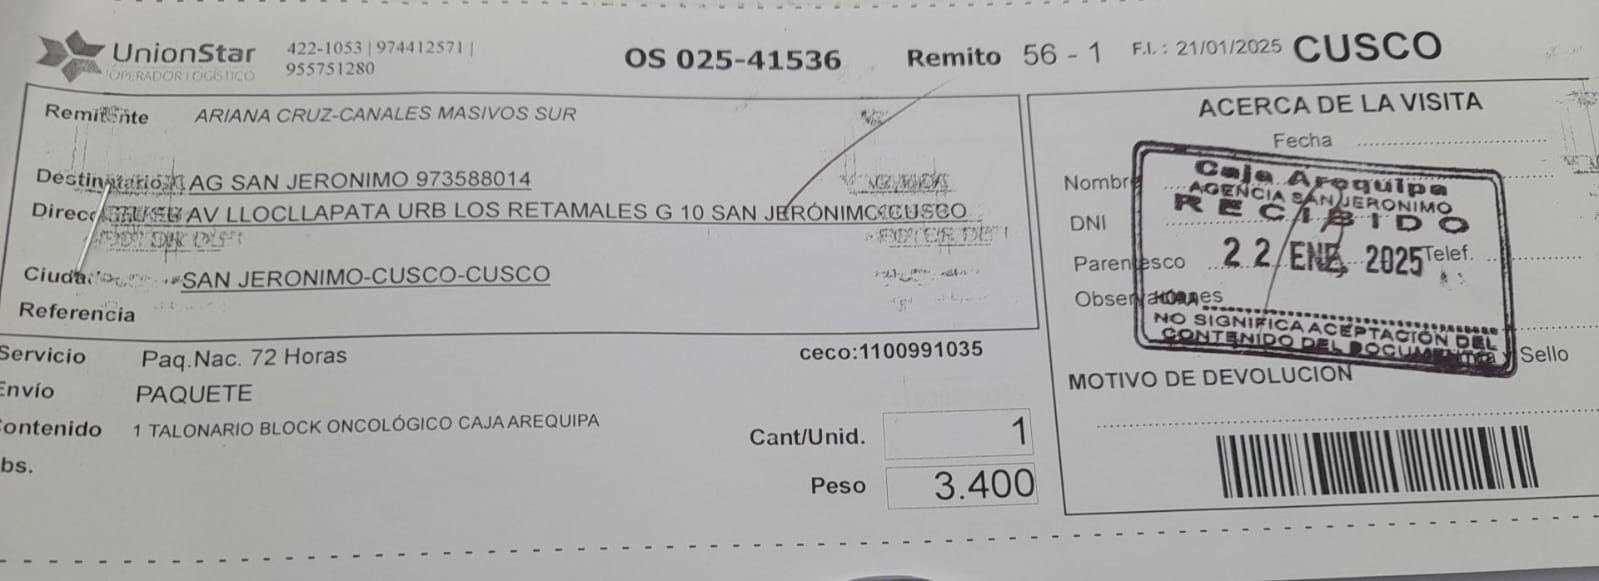 UnionStar
OPERADOR LOGÍSTICO
422-1053 | 974412571 |
955751280
OS 025-41536
Remito 56 - 1
F.I. : 21/01/2025
CUSCO
Remitente ARIANA CRUZ-CANALES MASIVOS SUR
Destinatario AG SAN JERONIMO 973588014
Direcc AV LLOCLLAPATA URB LOS RETAMALES G 10 SAN JERÓNIMO-CUSCO
Ciudad SAN JERONIMO-CUSCO-CUSCO
Referencia
Servicio Paq.Nac. 72 Horas
ceco:1100991035
Envío PAQUETE
Contenido 1 TALONARIO BLOCK ONCOLÓGICO CAJA AREQUIPA
bs.
Cant/Unid. 1
Peso 3.400
ACERCA DE LA VISITA
Fecha
Nombre
DNI
Parentesco
Telef.
Observaciones
y Sello
Caja Arequipa
AGENCIA SAN JERONIMO
RECIBIDO
22 ENE, 2025
HORA
NO SIGNIFICA ACEPTACIÓN DEL
CONTENIDO DEL DOCUMENTO
MOTIVO DE DEVOLUCION